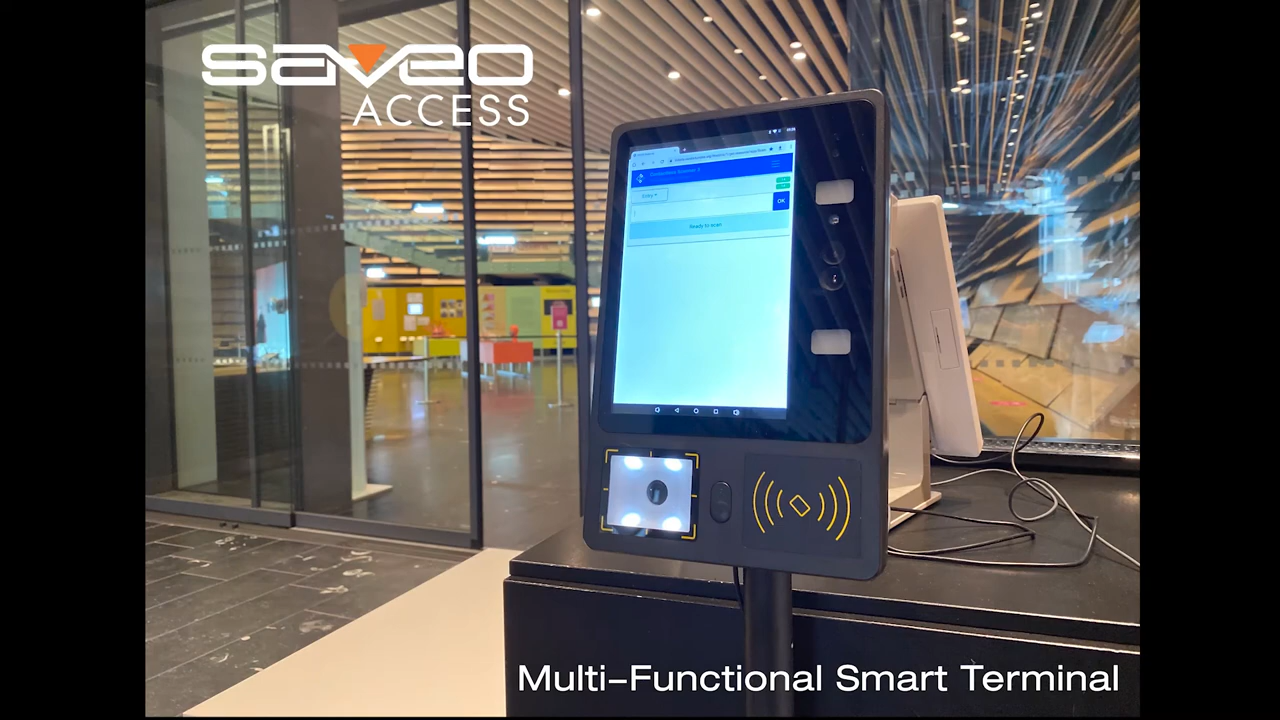 saveo
ACCESS
Entry
OK
Ready to scan
Multi-Functional Smart Terminal